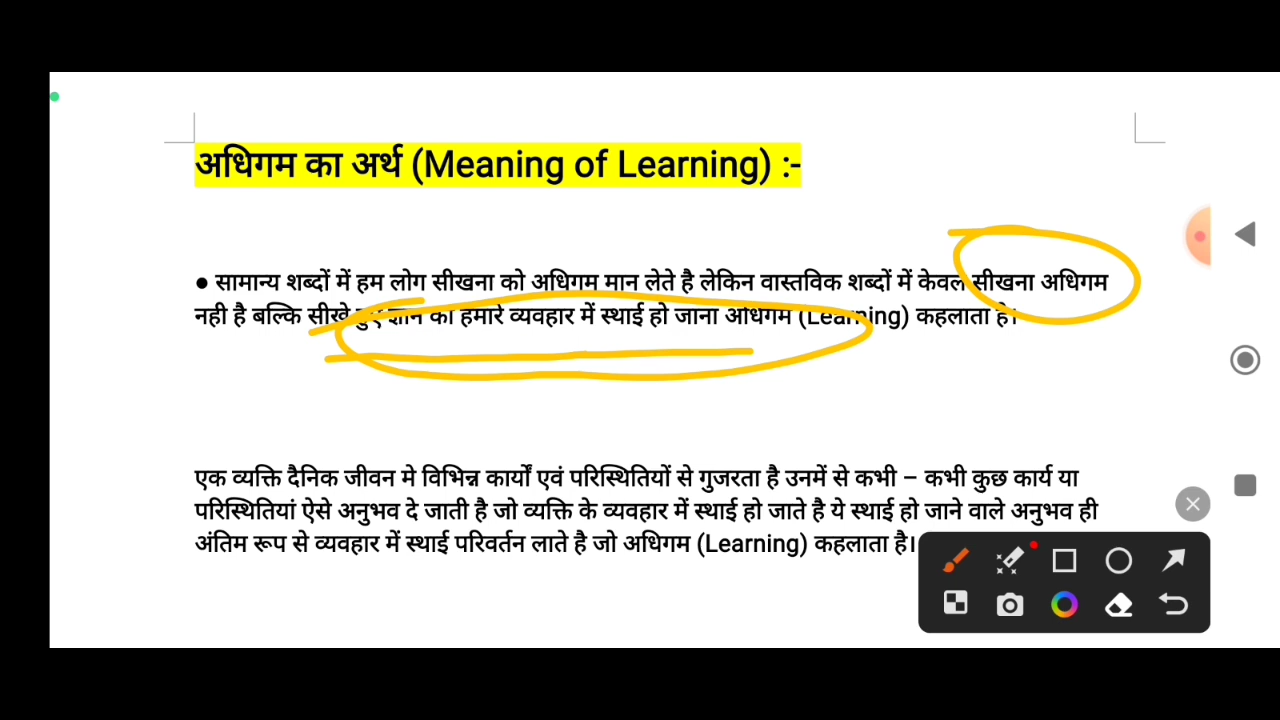 अधिगम का अर्थ (Meaning of Learning) :-
● सामान्य शब्दों में हम लोग सीखना को अधिगम मान लेते है लेकिन वास्तविक शब्दों में केवल सीखना अधिगम
नही है बल्कि सीखे हुए ज्ञान का हमारे व्यवहार में स्थाई हो जाना अधिगम (Learning) कहलाता है।
एक व्यक्ति दैनिक जीवन मे विभिन्न कार्यों एवं परिस्थितियों से गुजरता है उनमें से कभी – कभी कुछ कार्य या
परिस्थितियां ऐसे अनुभव दे जाती है जो व्यक्ति के व्यवहार में स्थाई हो जाते है ये स्थाई हो जाने वाले अनुभव ही
अंतिम रूप से व्यवहार में स्थाई परिवर्तन लाते है जो अधिगम (Learning) कहलाता है।